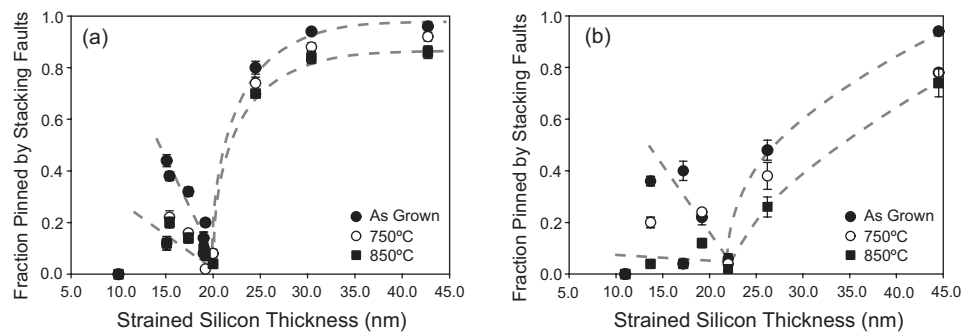 (a)
Fraction Pinned by Stacking Faults
1.0
0.8
0.6
0.4
0.2
0.0
As Grown
750ºC
850ºC
5.0 10.0 15.0 20.0 25.0 30.0 35.0 40.0 45.0
Strained Silicon Thickness (nm)
(b)
Fraction Pinned by Stacking Faults
1.0
0.8
0.6
0.4
0.2
0.0
As Grown
750ºC
850ºC
5.0 10.0 15.0 20.0 25.0 30.0 35.0 40.0 45.0
Strained Silicon Thickness (nm)